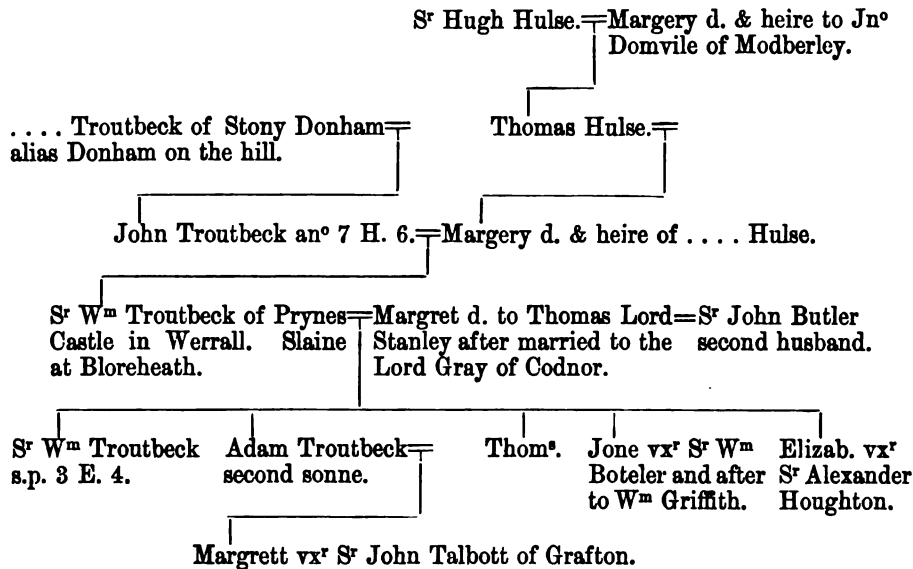 Sʳ Hugh Hulse.=Margery d. & heire to Jnᵒ
Domvile of Modberley.
. . . . Troutbeck of Stony Donham=
alias Donham on the hill.
Thomas Hulse.=
John Troutbeck anᵒ 7 H. 6.=Margery d. & heire of . . . . Hulse.
Sʳ Wᵐ Troutbeck of Prynes=Margret d. to Thomas Lord=Sʳ John Butler
Castle in Werrall. Slaine Stanley after married to the second husband.
at Bloreheath. Lord Gray of Codnor.
Sʳ Wᵐ Troutbeck Adam Troutbeck= Thomˢ. Jone vxʳ Sʳ Wᵐ Elizab. vxʳ
s.p. 3 E. 4. second sonne. Boteler and after Sʳ Alexander
to Wᵐ Griffith. Houghton.
Margrett vxʳ Sʳ John Talbott of Grafton.